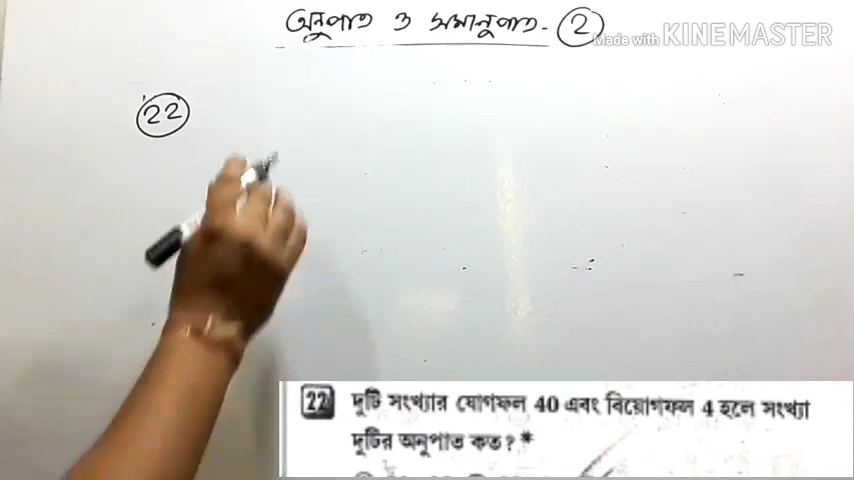 অনুপাত ও সমানুপাত - 2
Made with KINEMASTER
22
22 দুটি সংখ্যার যোগফল 40 এবং বিয়োগফল 4 হলে সংখ্যা
দুটির অনুপাত কত? *